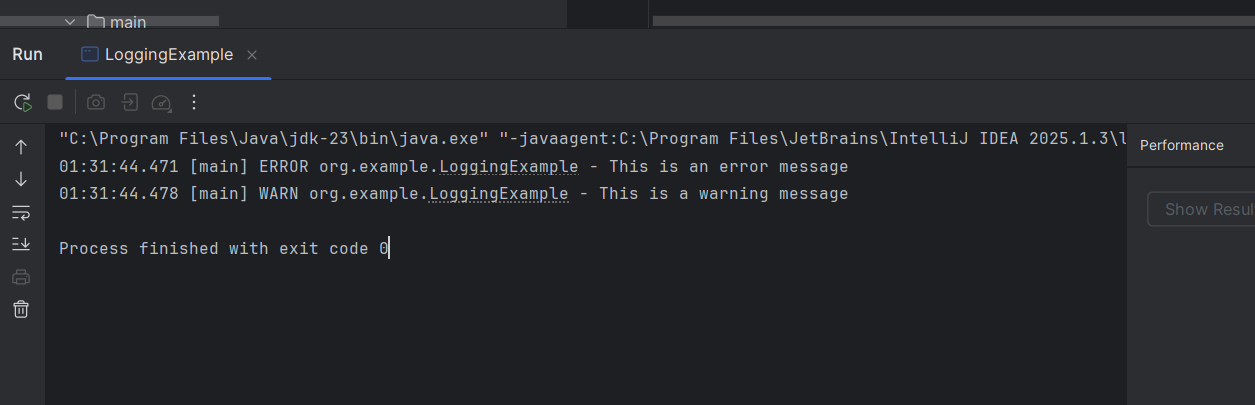 main
Run
LoggingExample
"C:\Program Files\Java\jdk-23\bin\java.exe" "-javaagent:C:\Program Files\JetBrains\IntelliJ IDEA 2025.1.3\l
Performance
01:31:44.471 [main] ERROR org.example.LoggingExample - This is an error message
01:31:44.478 [main] WARN org.example.LoggingExample - This is a warning message
Show Resul
Process finished with exit code 0